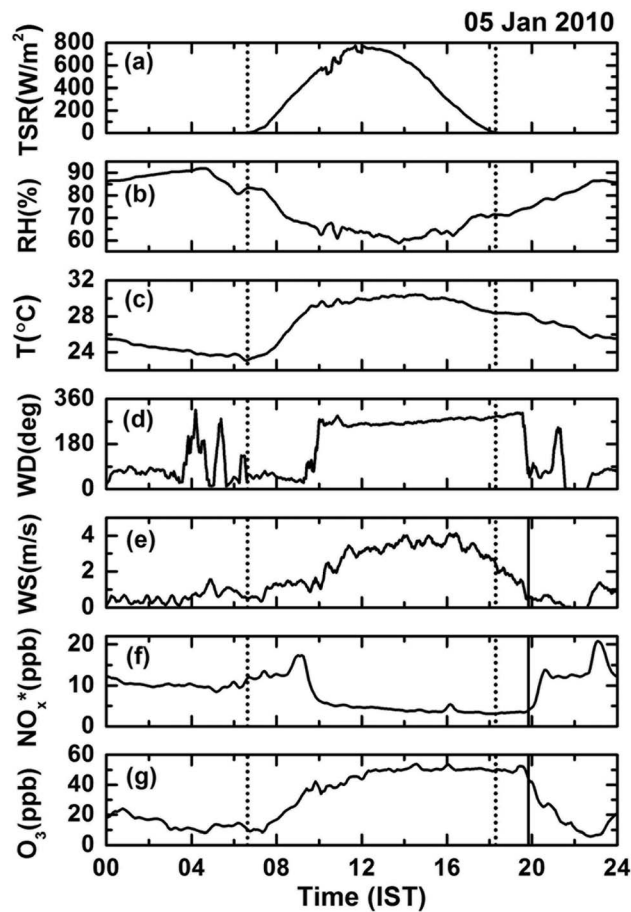 05 Jan 2010
TSR(W/m²)
800
600
400
200
0
(a)
RH(%)
90
80
70
60
(b)
T(°C)
32
28
24
(c)
WD(deg)
360
180
0
(d)
WS(m/s)
4
2
0
(e)
NOₓ*(ppb)
20
10
0
(f)
O₃(ppb)
60
40
20
0
(g)
00 04 08 12 16 20 24
Time (IST)